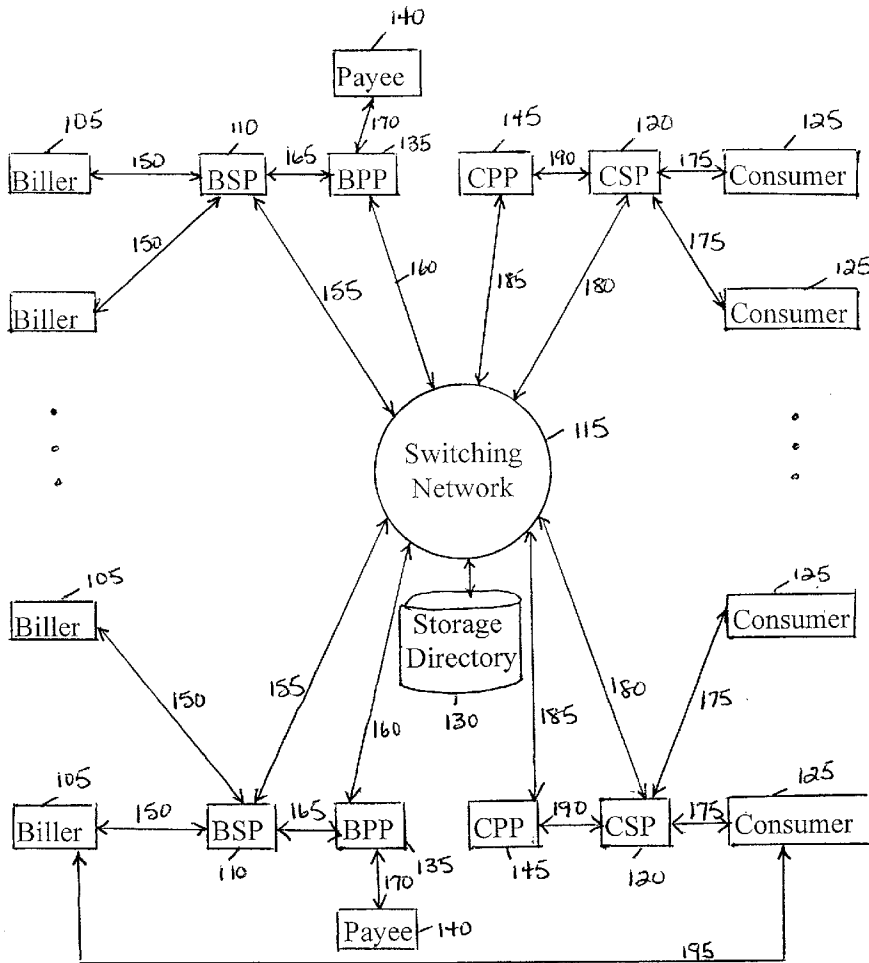 140
Payee
105
110
170
135
145
120
125
150
165
190
175
Biller
BSP
BPP
CPP
CSP
Consumer
150
155
160
185
180
175
125
Biller
Consumer
115
Switching
Network
105
125
Biller
Storage
Directory
Consumer
150
155
160
130
185
180
175
105
125
150
165
190
175
Biller
BSP
BPP
CPP
CSP
Consumer
110
170
135
145
120
Payee
140
195